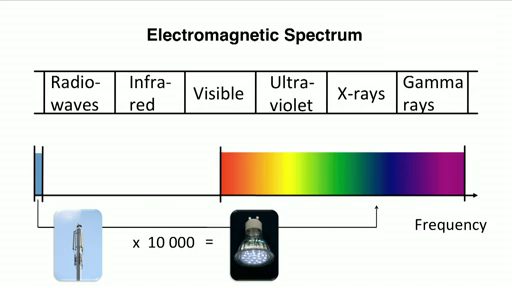 Electromagnetic Spectrum
Radio-
waves
Infra-
red
Visible
Ultra-
violet
X-rays
Gamma
rays
Frequency
x 10 000 =